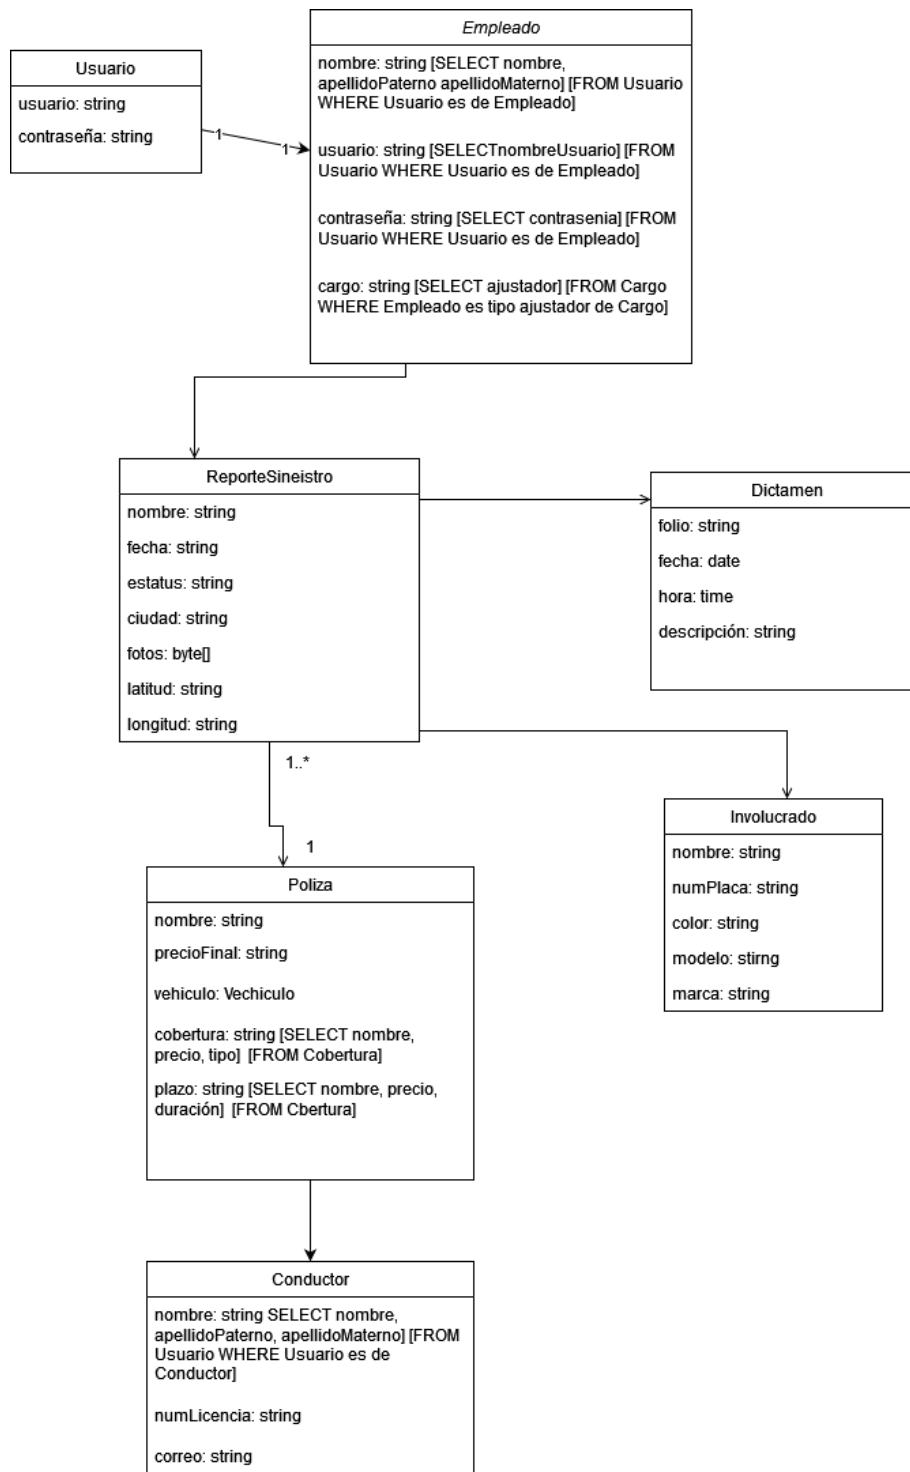 Empleado
nombre: string [SELECT nombre,
apellidoPaterno apellidoMaterno] [FROM Usuario
WHERE Usuario es de Empleado]
usuario: string [SELECTnombreUsuario] [FROM
Usuario WHERE Usuario es de Empleado]
contraseña: string [SELECT contrasenia] [FROM
Usuario WHERE Usuario es de Empleado]
cargo: string [SELECT ajustador] [FROM Cargo
WHERE Empleado es tipo ajustador de Cargo]
Usuario
usuario: string
contraseña: string
1
1
ReporteSineistro
nombre: string
fecha: string
estatus: string
ciudad: string
fotos: byte[]
latitud: string
longitud: string
Dictamen
folio: string
fecha: date
hora: time
descripción: string
1..*
1
Involucrado
nombre: string
numPlaca: string
color: string
modelo: stirng
marca: string
Poliza
nombre: string
precioFinal: string
vehiculo: Vechiculo
cobertura: string [SELECT nombre,
precio, tipo] [FROM Cobertura]
plazo: string [SELECT nombre, precio,
duración] [FROM Cbertura]
Conductor
nombre: string SELECT nombre,
apellidoPaterno, apellidoMaterno] [FROM
Usuario WHERE Usuario es de
Conductor]
numLicencia: string
correo: string